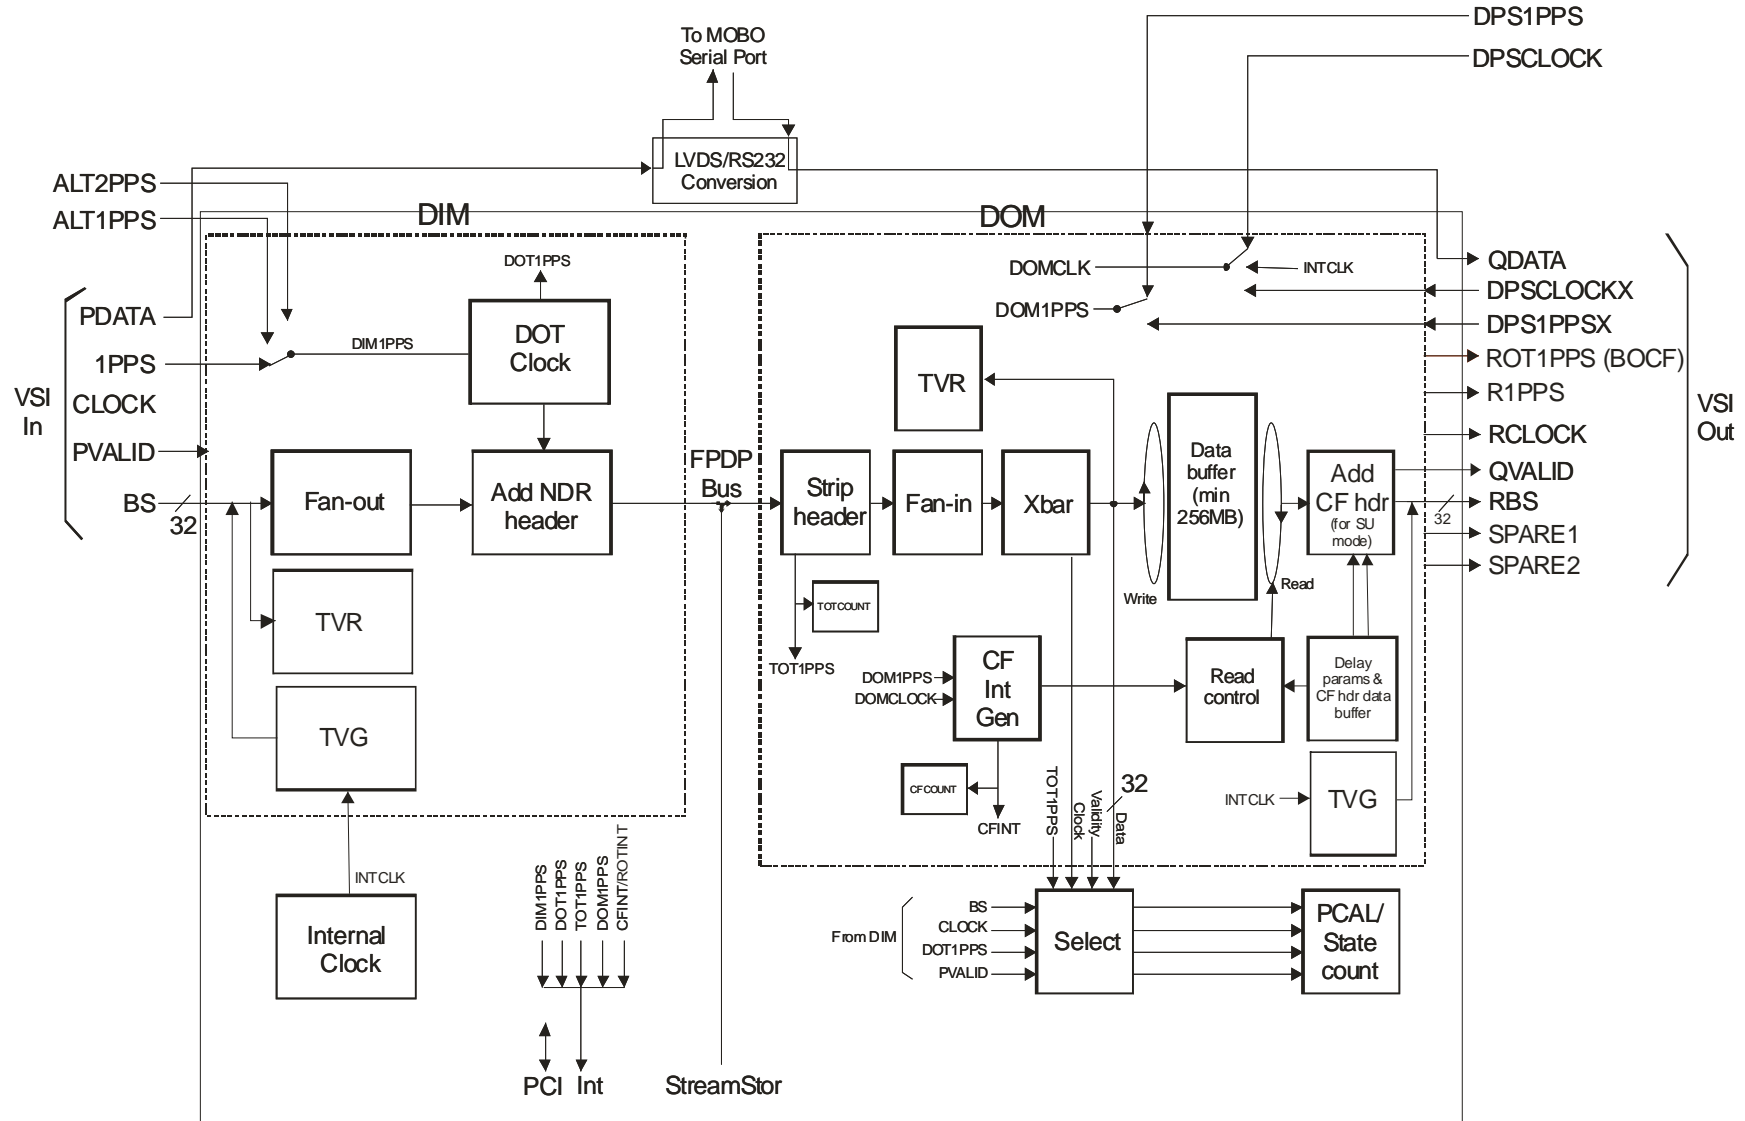 DPS1PPS
DPSCLOCK
To MOBO
Serial Port
LVDS/RS232
Conversion
ALT2PPS
ALT1PPS
DIM
DOM
DOT1PPS
DOMCLK
INTCLK
DOM1PPS
QDATA
DPSCLOCKX
DPS1PPSX
ROT1PPS (BOCF)
R1PPS
RCLOCK
QVALID
RBS
32
SPARE1
SPARE2
VSI
Out
VSI
In
PDATA
1PPS
CLOCK
PVALID
BS
32
DIM1PPS
DOT
Clock
TVR
Fan-out
Add NDR
header
FPDP
Bus
Strip
header
Fan-in
Xbar
Data
buffer
(min
256MB)
Write
Read
Add
CF hdr
(for SU
mode)
TVR
TVG
TOTCOUNT
TOT1PPS
DOM1PPS
DOMCLOCK
CF
Int
Gen
Read
control
Delay
params &
CF hdr data
buffer
CFCOUNT
CFINT
TOT1PPS
Clock
Validity
Data
32
INTCLK
TVG
INTCLK
Internal
Clock
DIM1PPS
DOT1PPS
TOT1PPS
DOM1PPS
CFINT/ROTINT
From DIM
BS
CLOCK
DOT1PPS
PVALID
Select
PCAL/
State
count
PCI
Int
StreamStor